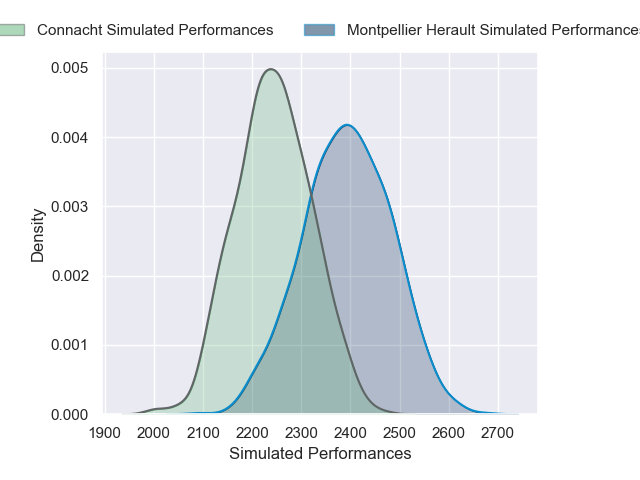 Connacht Simulated Performances
Montpellier Herault Simulated Performances
0.005
0.004
0.003
0.002
0.001
0.000
Density
1900 2000 2100 2200 2300 2400 2500 2600 2700
Simulated Performances